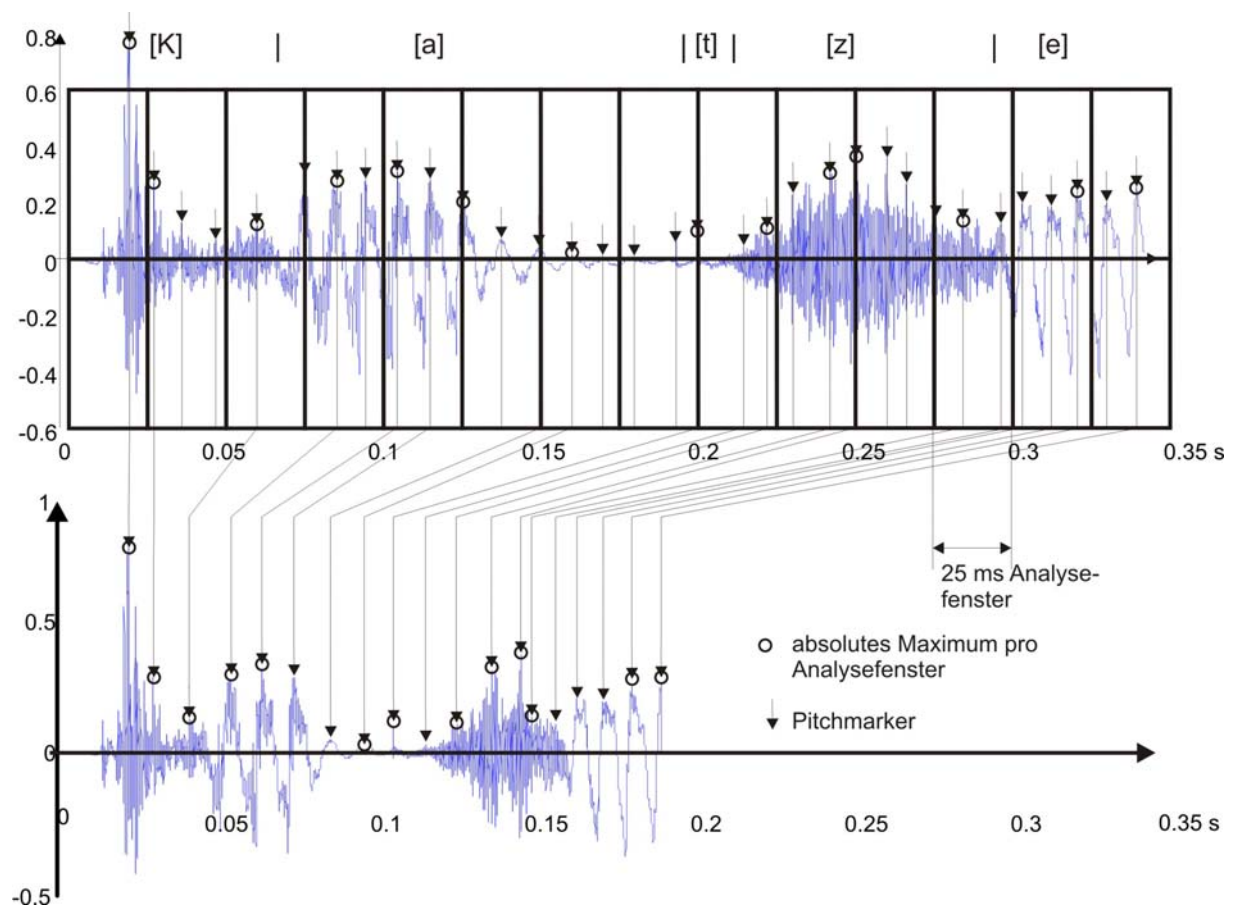 [K] | [a] | [t] | [z] | [e]
0.8
0.6
0.4
0.2
0
-0.2
-0.4
-0.6
0 0.05 0.1 0.15 0.2 0.25 0.3 0.35 s
1
0.5
0
-0.5
25 ms Analyse-
fenster
absolutes Maximum pro
Analysefenster
Pitchmarker
0 0.05 0.1 0.15 0.2 0.25 0.3 0.35 s